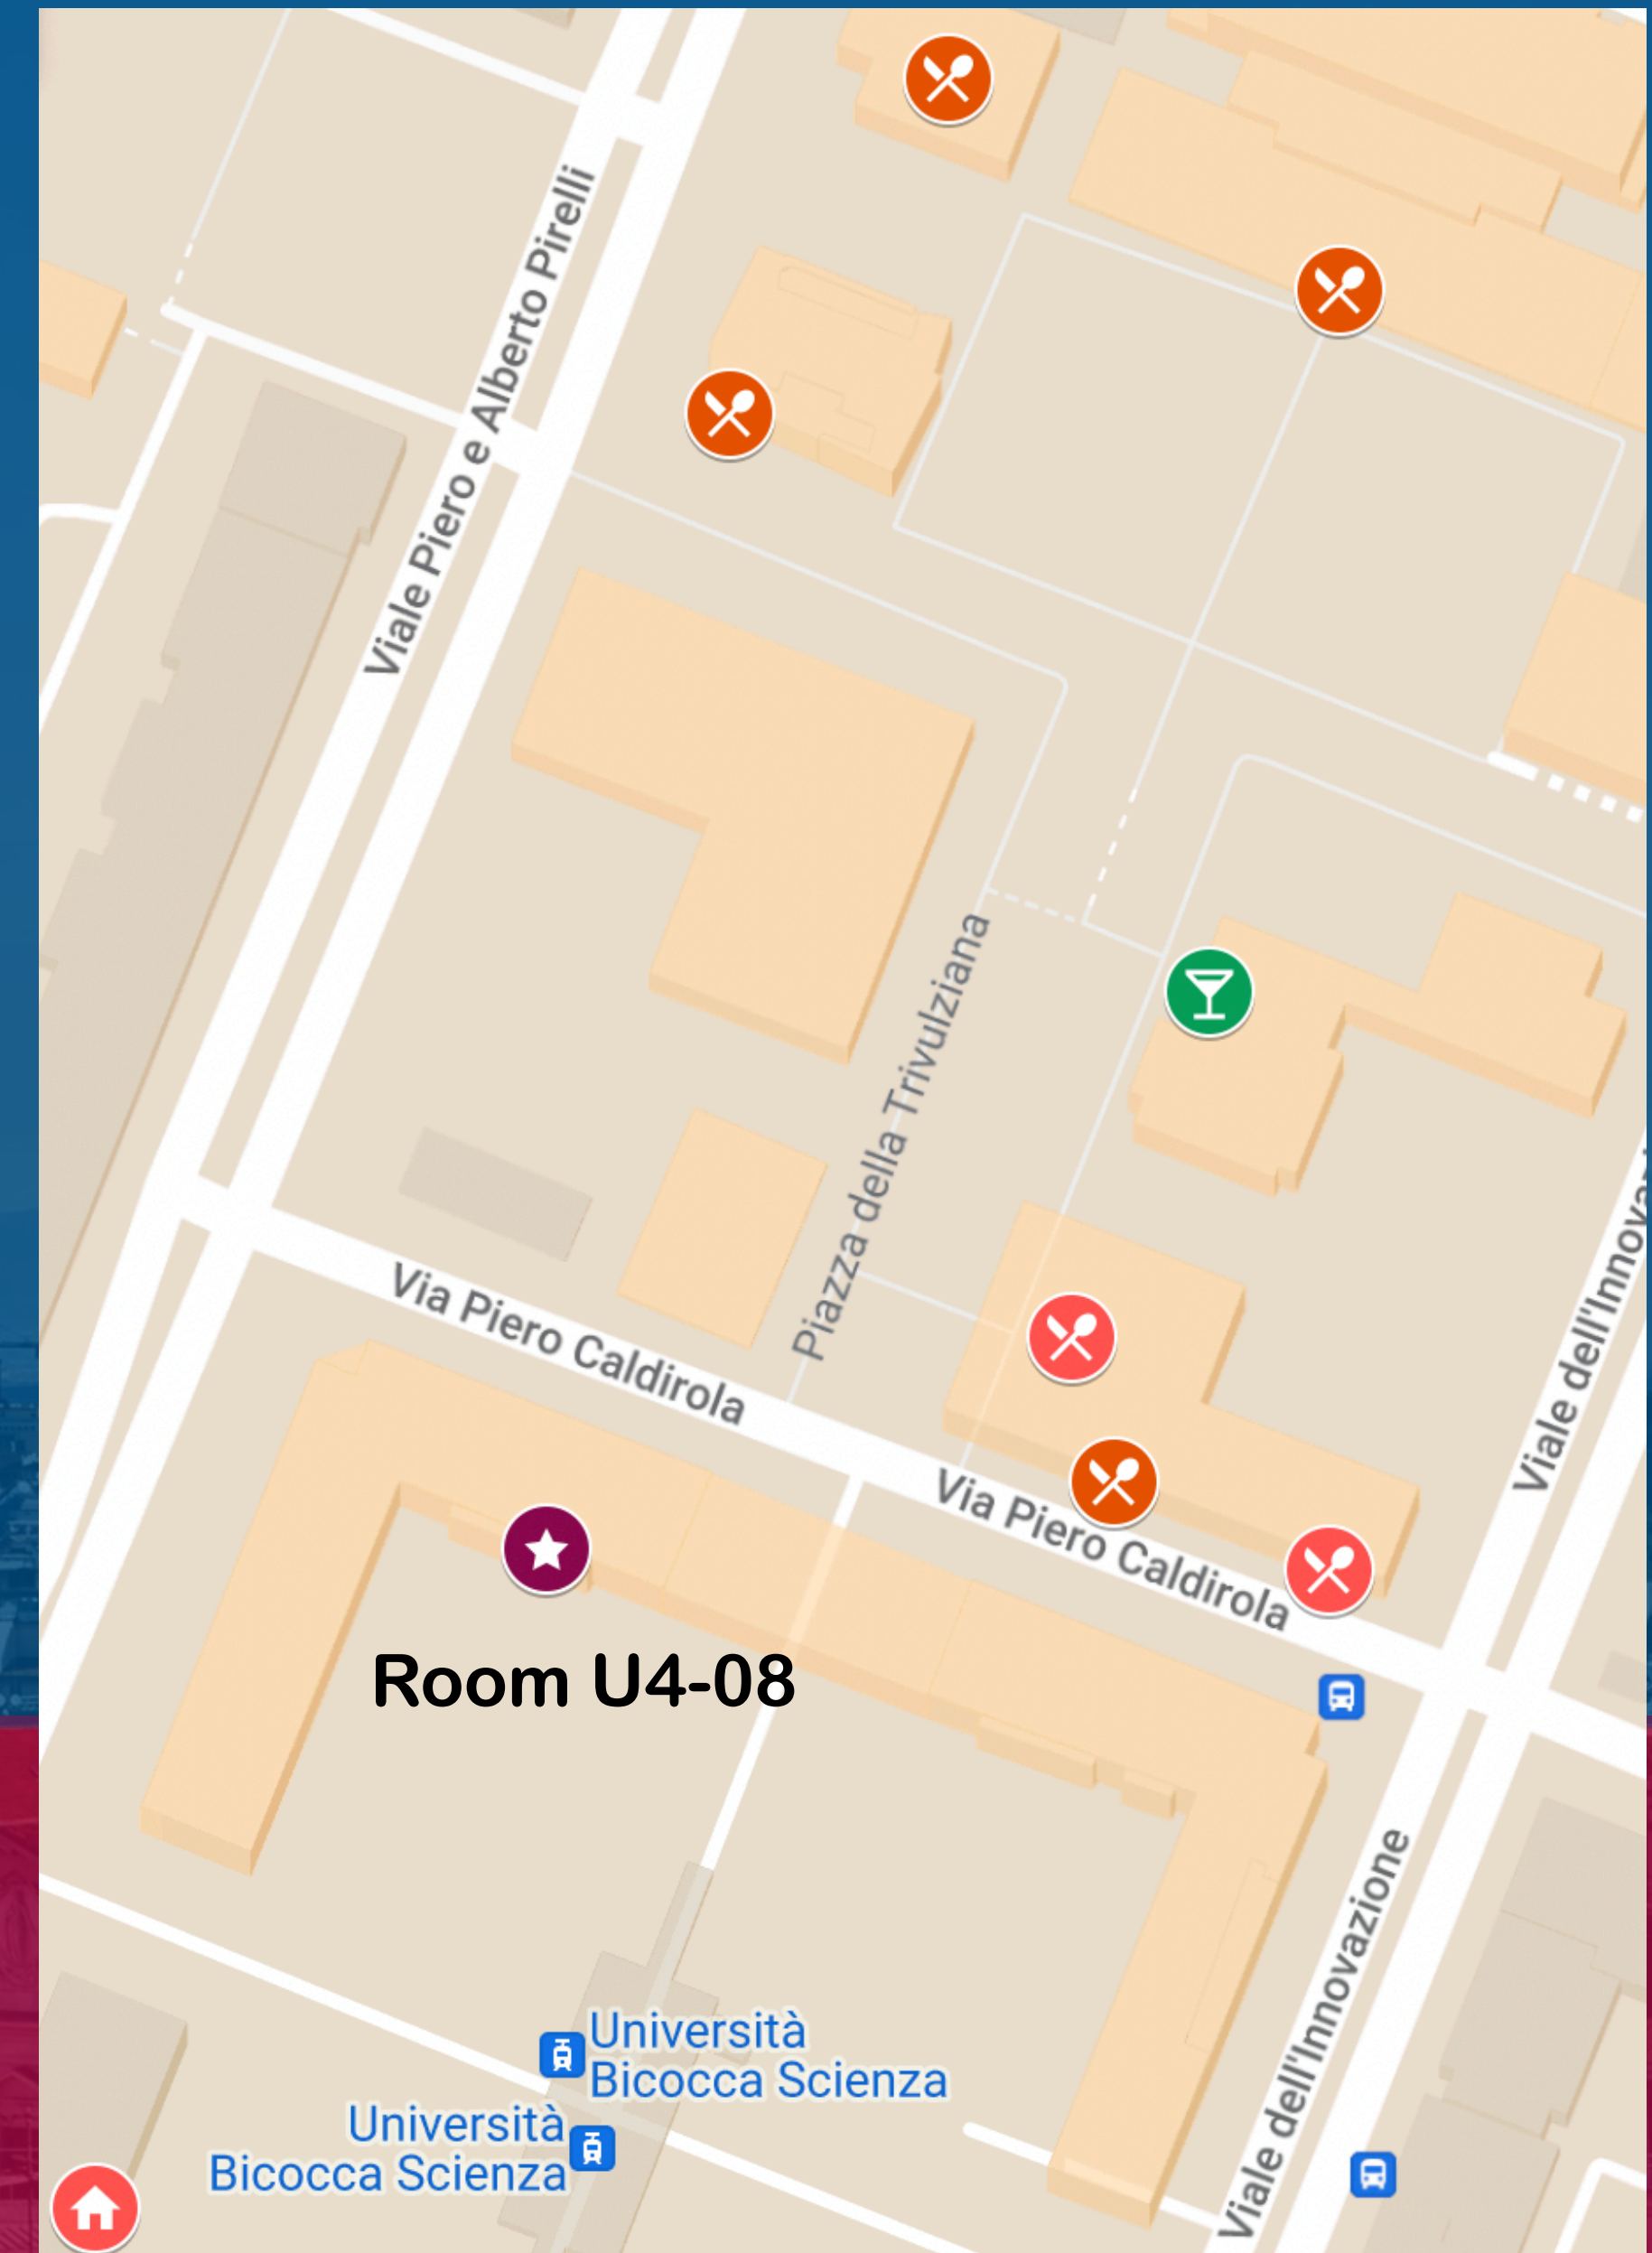 Viale Piero e Alberto Pirelli
Piazza della Trivulziana
Viale dell'Innova
Via Piero Caldirola
Via Piero Caldirola
Room U4-08
Viale dell'Innovazione
Università
Bicocca Scienza
Università
Bicocca Scienza